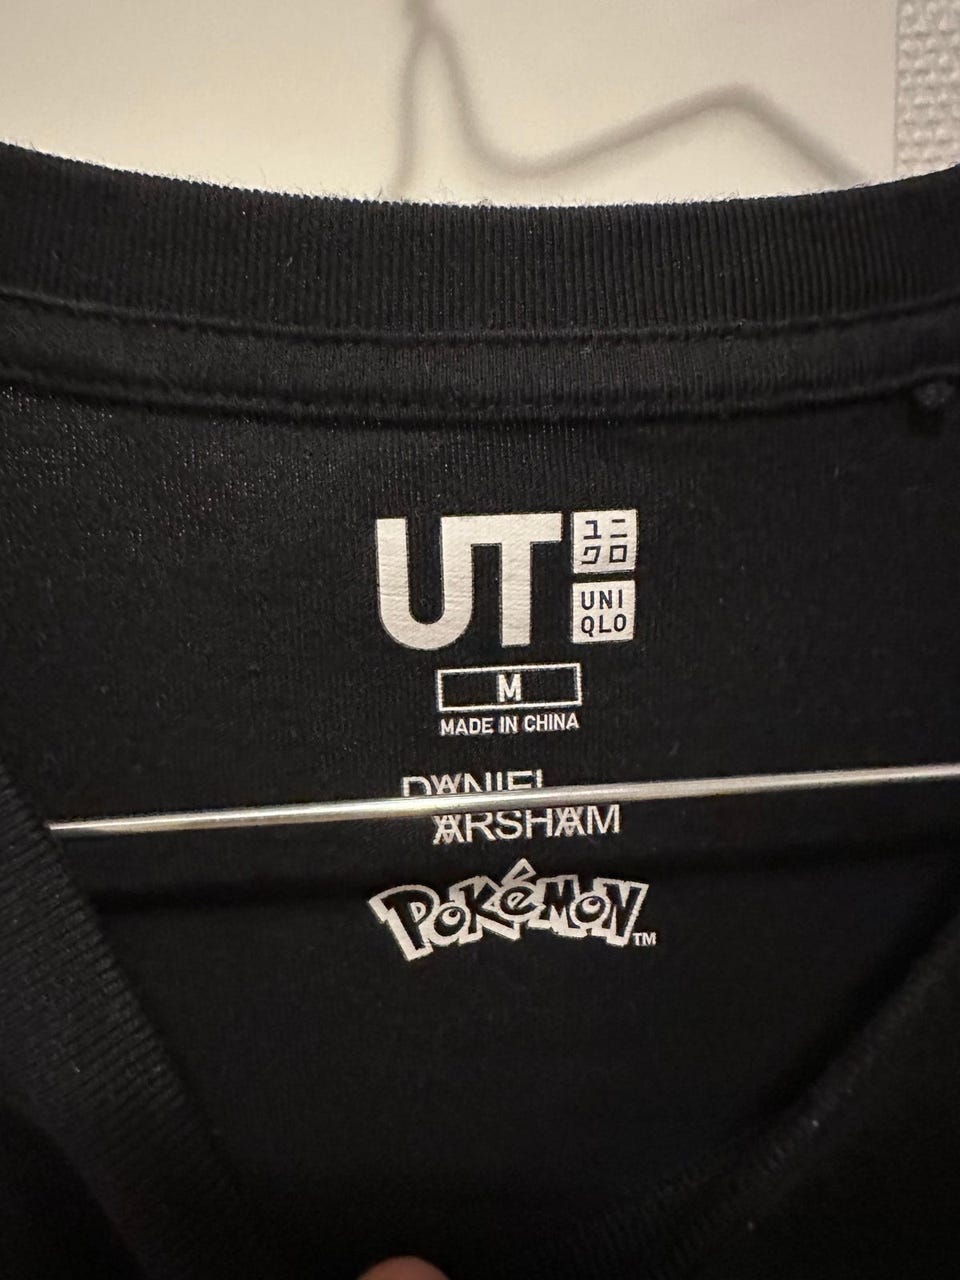 UT
ユニ
クロ
UNI
QLO
M
MADE IN CHINA
DANIEL
ARSHAM
POKéMON™